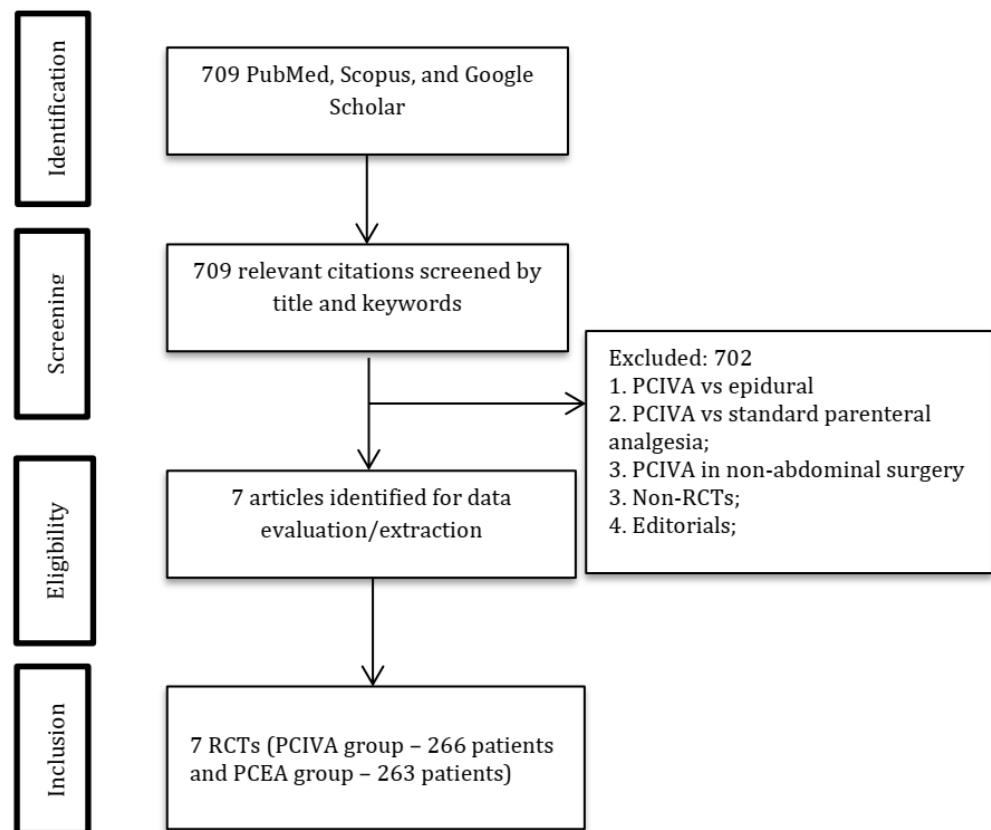 Identification
709 PubMed, Scopus, and Google
Scholar
Screening
709 relevant citations screened by
title and keywords
Excluded: 702
1. PCIVA vs epidural
2. PCIVA vs standard parenteral
analgesia;
3. PCIVA in non-abdominal surgery
3. Non-RCTs;
4. Editorials;
Eligibility
7 articles identified for data
evaluation/extraction
Inclusion
7 RCTs (PCIVA group – 266 patients
and PCEA group – 263 patients)